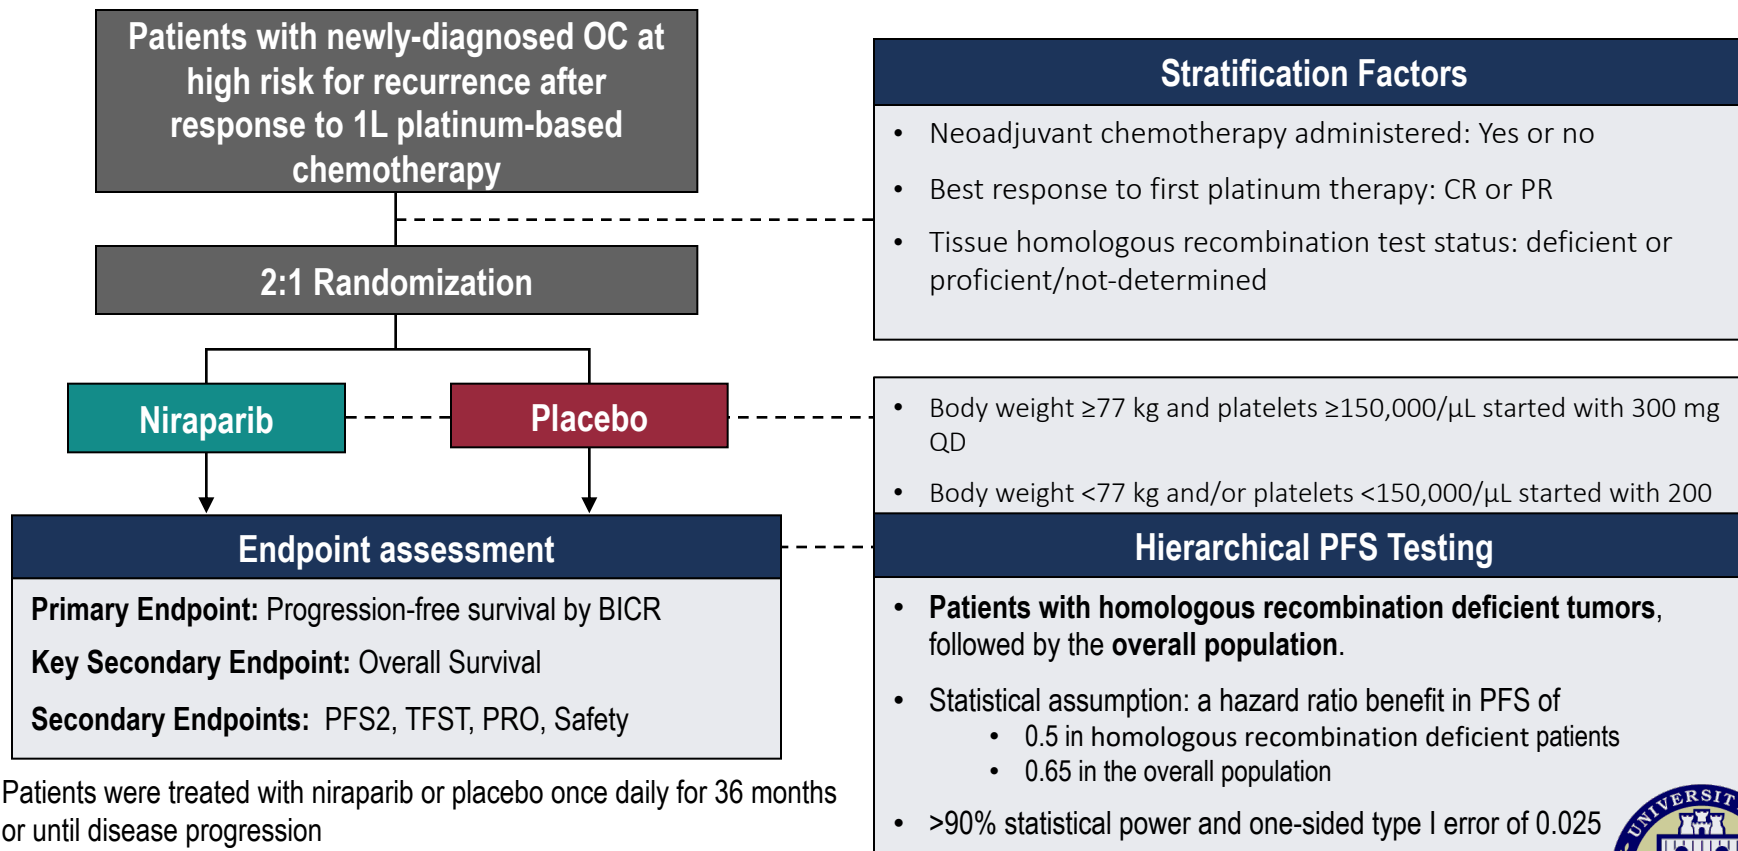 Patients with newly-diagnosed OC at
high risk for recurrence after
response to 1L platinum-based
chemotherapy
2:1 Randomization
Niraparib
Placebo
Endpoint assessment
Primary Endpoint: Progression-free survival by BICR
Key Secondary Endpoint: Overall Survival
Secondary Endpoints: PFS2, TFST, PRO, Safety
Patients were treated with niraparib or placebo once daily for 36 months
or until disease progression
Stratification Factors
• Neoadjuvant chemotherapy administered: Yes or no
• Best response to first platinum therapy: CR or PR
• Tissue homologous recombination test status: deficient or
proficient/not-determined
• Body weight ≥77 kg and platelets ≥150,000/µL started with 300 mg
QD
• Body weight <77 kg and/or platelets <150,000/µL started with 200
Hierarchical PFS Testing
• Patients with homologous recombination deficient tumors,
followed by the overall population.
• Statistical assumption: a hazard ratio benefit in PFS of
• 0.5 in homologous recombination deficient patients
• 0.65 in the overall population
• >90% statistical power and one-sided type I error of 0.025
UNIVERSIT